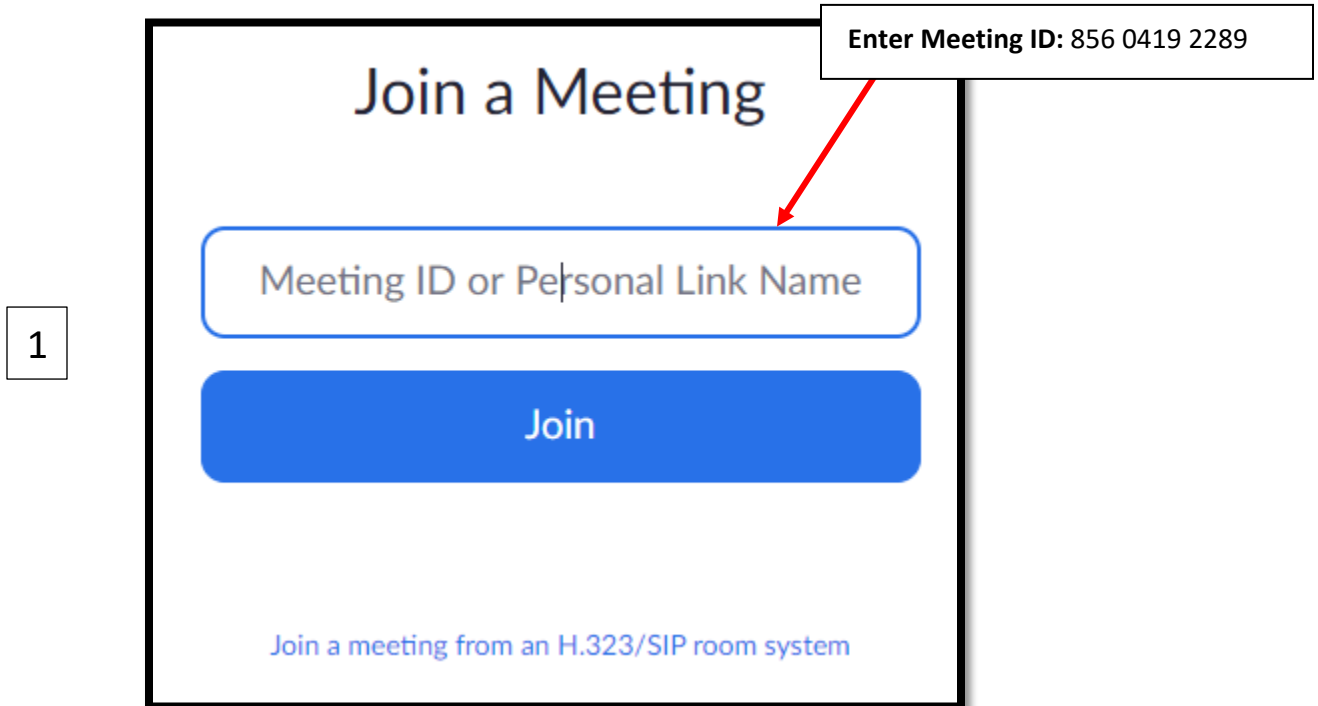 Enter Meeting ID: 856 0419 2289
Join a Meeting
Meeting ID or Personal Link Name
1
Join
Join a meeting from an H.323/SIP room system